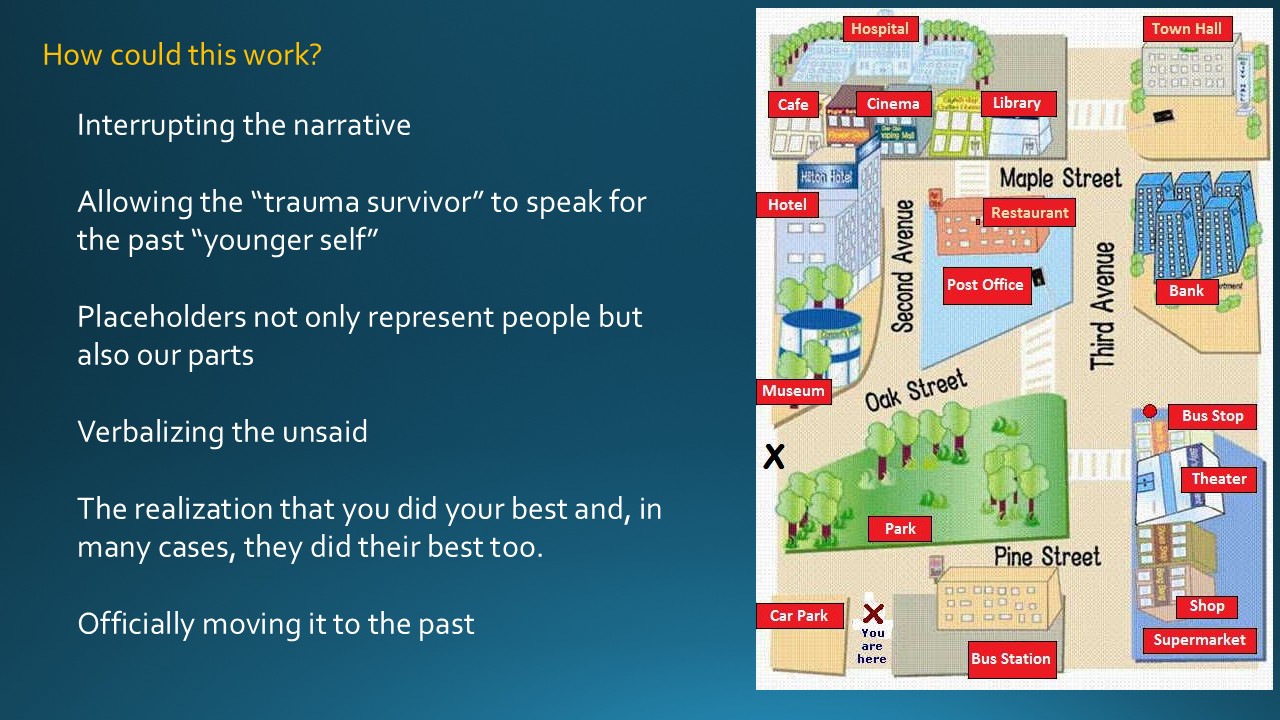 How could this work?
Interrupting the narrative
Allowing the “trauma survivor” to speak for
the past “younger self”
Placeholders not only represent people but
also our parts
Verbalizing the unsaid
The realization that you did your best and, in
many cases, they did their best too.
Officially moving it to the past
Hospital
Town Hall
Cafe
Cinema
Library
Hilton Hotel
Maple Street
Hotel
Restaurant
Second Avenue
Post Office
Third Avenue
Bank
Museum
Oak Street
Bus Stop
X
Theater
Park
Pine Street
Car Park
X
You
are
here
Shop
Supermarket
Bus Station